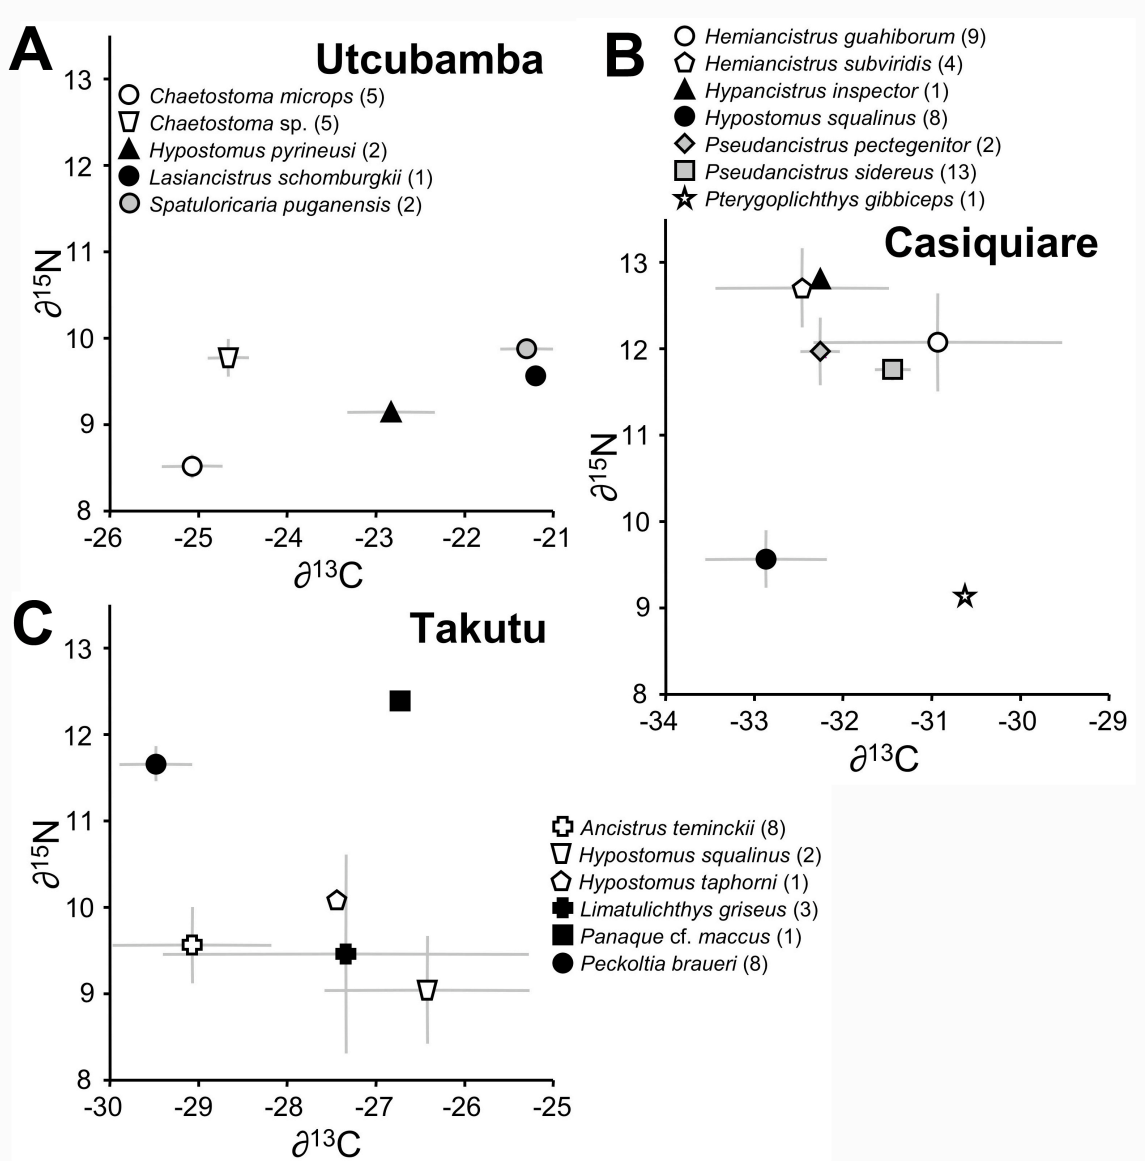 A
Utcubamba
13
12
11
10
9
8
Chaetostoma microps (5)
Chaetostoma sp. (5)
Hypostomus pyrineusi (2)
Lasiancistrus schomburgkii (1)
Spatuloricaria puganensis (2)
∂15N
-26 -25 -24 -23 -22 -21
∂13C
B
Hemiancistrus guahiborum (9)
Hemiancistrus subviridis (4)
Hypancistrus inspector (1)
Hypostomus squalinus (8)
Pseudancistrus pectegenitor (2)
Pseudancistrus sidereus (13)
Pterygoplichthys gibbiceps (1)
Casiquiare
13
12
11
10
9
8
∂15N
-34 -33 -32 -31 -30 -29
∂13C
C
Takutu
13
12
11
10
9
8
∂15N
Ancistrus teminckii (8)
Hypostomus squalinus (2)
Hypostomus taphorni (1)
Limatulichthys griseus (3)
Panaque cf. maccus (1)
Peckoltia braueri (8)
-30 -29 -28 -27 -26 -25
∂13C